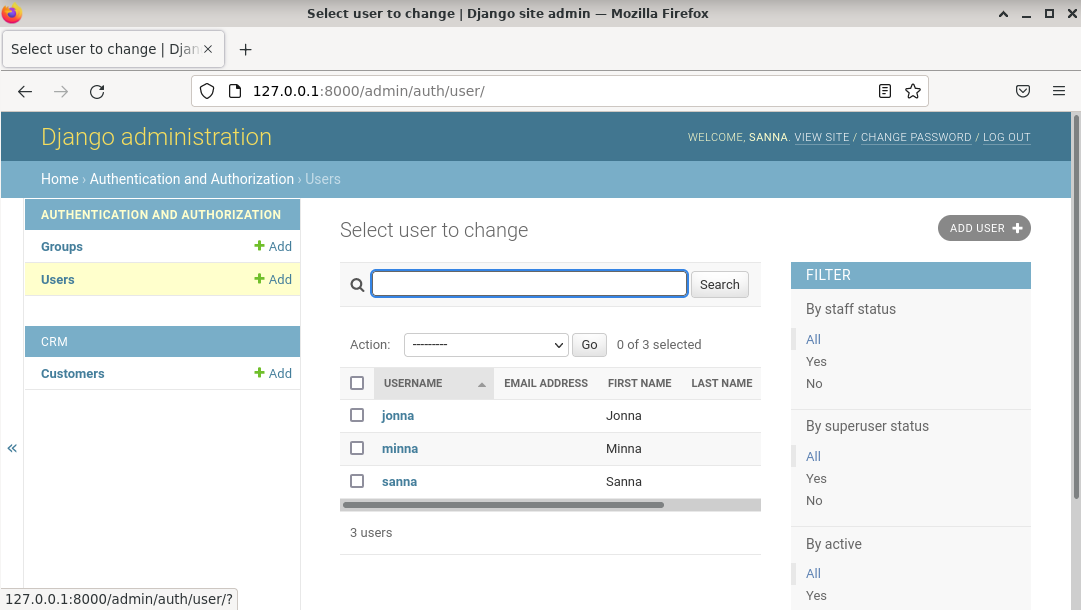 Select user to change | Django site admin — Mozilla Firefox
Select user to change | Djan
127.0.0.1:8000/admin/auth/user/
Django administration
WELCOME, SANNA. VIEW SITE / CHANGE PASSWORD / LOG OUT
Home › Authentication and Authorization › Users
AUTHENTICATION AND AUTHORIZATION
Groups + Add
Users + Add
CRM
Customers + Add
«
Select user to change
ADD USER +
Search
Action: --------- Go 0 of 3 selected
USERNAME EMAIL ADDRESS FIRST NAME LAST NAME
jonna Jonna
minna Minna
sanna Sanna
3 users
FILTER
By staff status
All
Yes
No
By superuser status
All
Yes
No
By active
All
Yes
127.0.0.1:8000/admin/auth/user/?